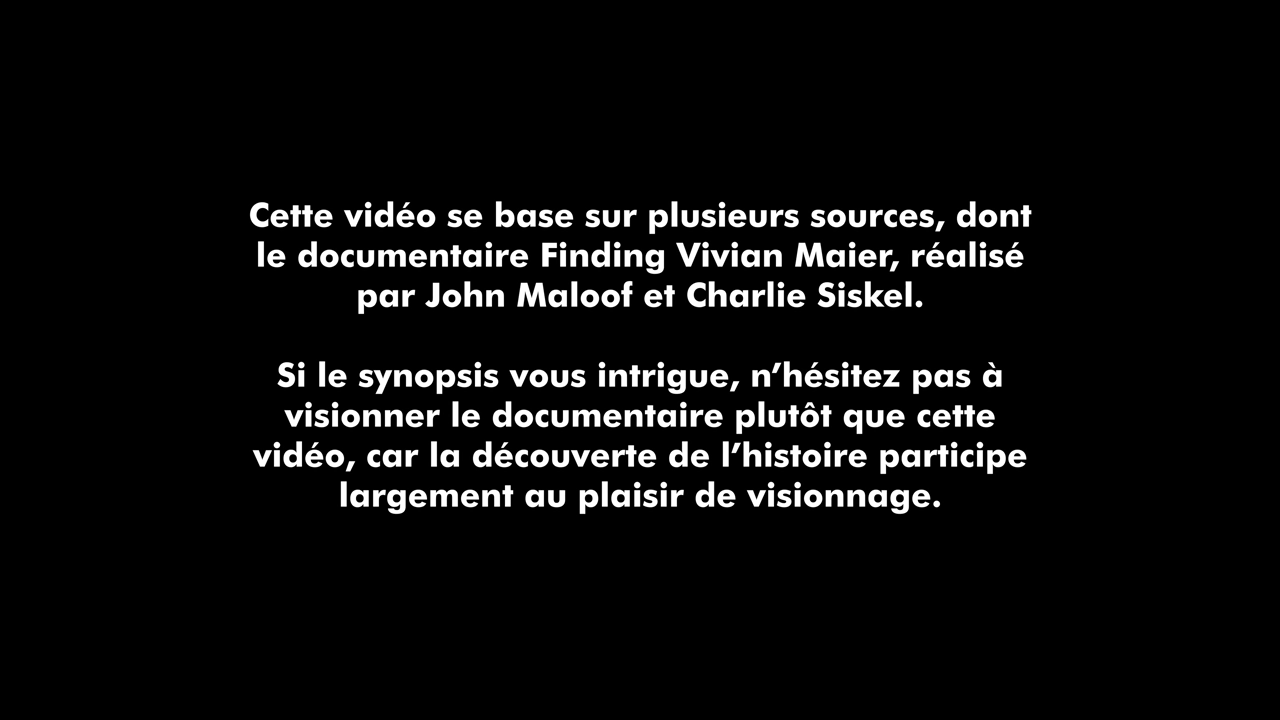 Cette vidéo se base sur plusieurs sources, dont
le documentaire Finding Vivian Maier, réalisé
par John Maloof et Charlie Siskel.
Si le synopsis vous intrigue, n’hésitez pas à
visionner le documentaire plutôt que cette
vidéo, car la découverte de l’histoire participe
largement au plaisir de visionnage.